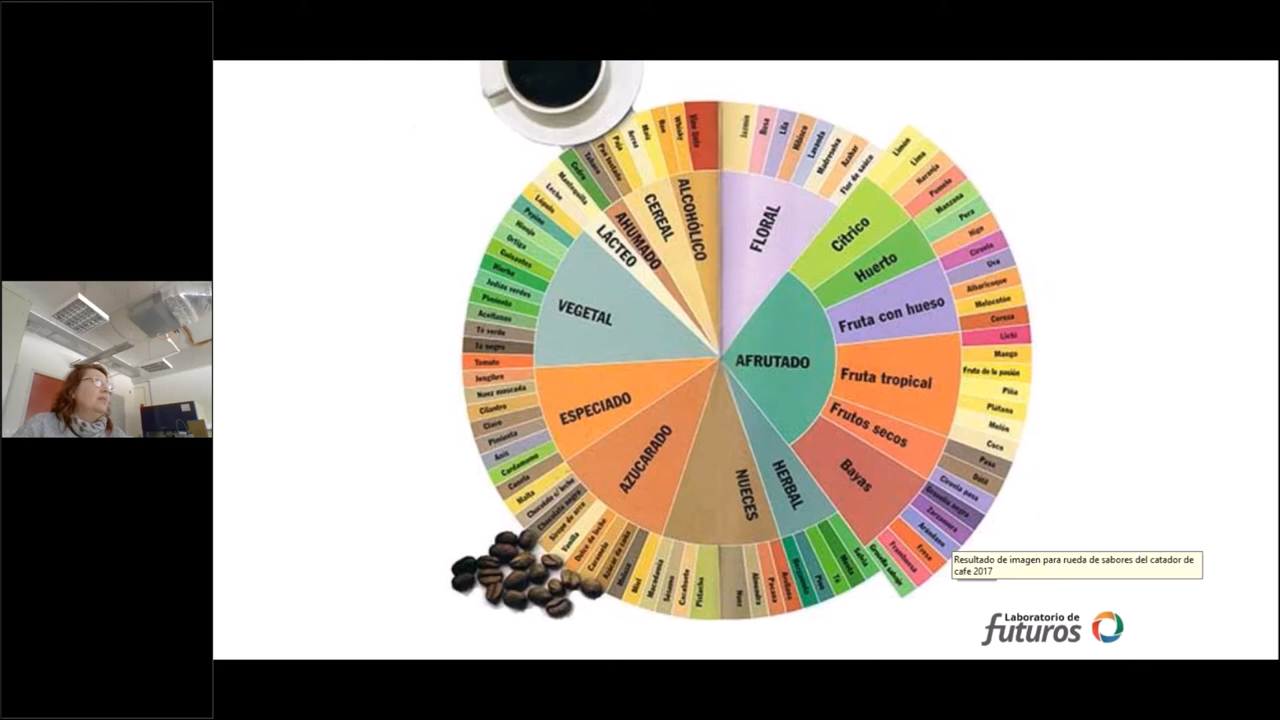 ALCOHÓLICO
CEREAL
AHUMADO
LÁCTEO
VEGETAL
ESPECIADO
AZUCARADO
NUECES
HERBAL
AFRUTADO
FLORAL
Cítrico
Huerto
Fruta con hueso
Fruta tropical
Frutos secos
Bayas
Jazmín
Rosa
Lila
Hibisco
Lavanda
Madreselva
Azahar
Flor de saúco
Limón
Lima
Naranja
Pomelo
Manzana
Pera
Higo
Ciruela
Uva
Albaricoque
Melocotón
Cereza
Lichi
Mango
Fruta de la pasión
Piña
Plátano
Melón
Coco
Pasa
Dátil
Ciruela pasa
Grosella negra
Zarzamora
Arándano
Fresa
Frambuesa
Salvia
Menta
Té
Pino
Almendra
Nuez
Pistacho
Cacahuete
Sésamo
Macadamia
Miel
Azúcar de caña
Caramelo
Dulce de leche
Vainilla
Sirope de arce
Chocolate negro
Chocolate c/ leche
Malta
Canela
Cardamomo
Anís
Pimienta
Clavo
Cilantro
Nuez moscada
Jengibre
Tomate
Té negro
Té verde
Aceitunas
Pimiento
Judías verdes
Hierba
Guisantes
Ortiga
Hinojo
Pepino
Lúpulo
Leche
Mantequilla
Cedro
Tabaco
Pan tostado
Paja
Arroz
Maíz
Ron
Whisky
Vino tinto
Resultado de imagen para rueda de sabores del catador de
cafe 2017
Laboratorio de
futuros